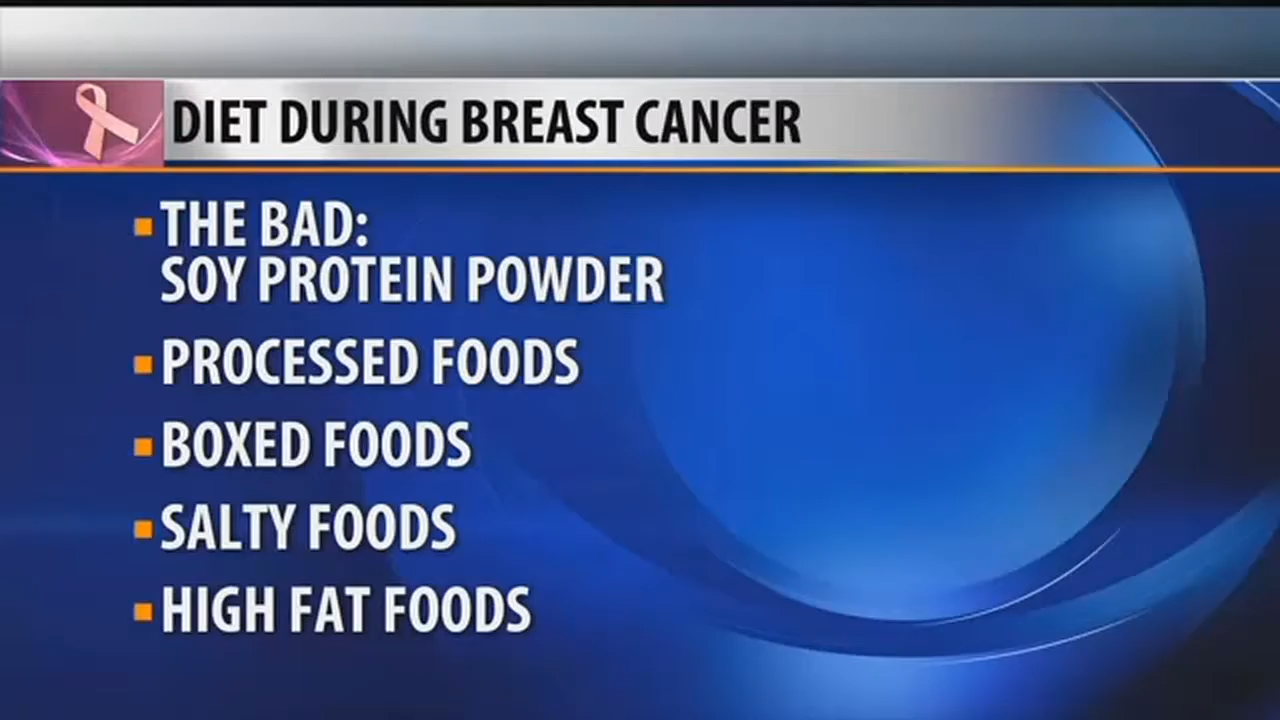 DIET DURING BREAST CANCER
THE BAD:
SOY PROTEIN POWDER
PROCESSED FOODS
BOXED FOODS
SALTY FOODS
HIGH FAT FOODS